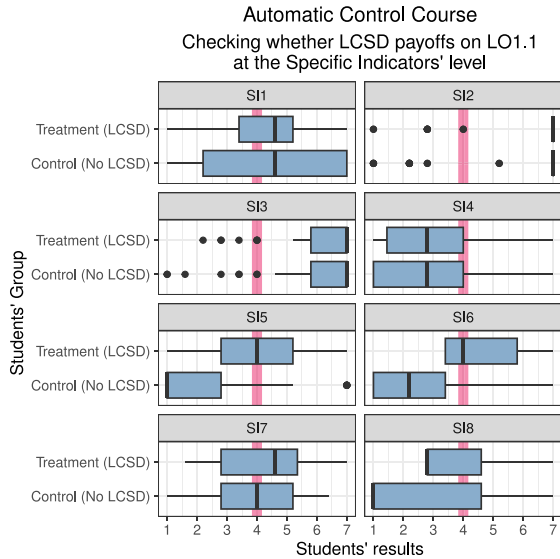 Automatic Control Course
Checking whether LCSD payoffs on LO1.1
at the Specific Indicators' level
SI1
SI2
Treatment (LCSD)
Control (No LCSD)
SI3
SI4
Treatment (LCSD)
Control (No LCSD)
SI5
SI6
Treatment (LCSD)
Control (No LCSD)
SI7
SI8
Treatment (LCSD)
Control (No LCSD)
1 2 3 4 5 6 7
1 2 3 4 5 6 7
Students' results
Students' Group